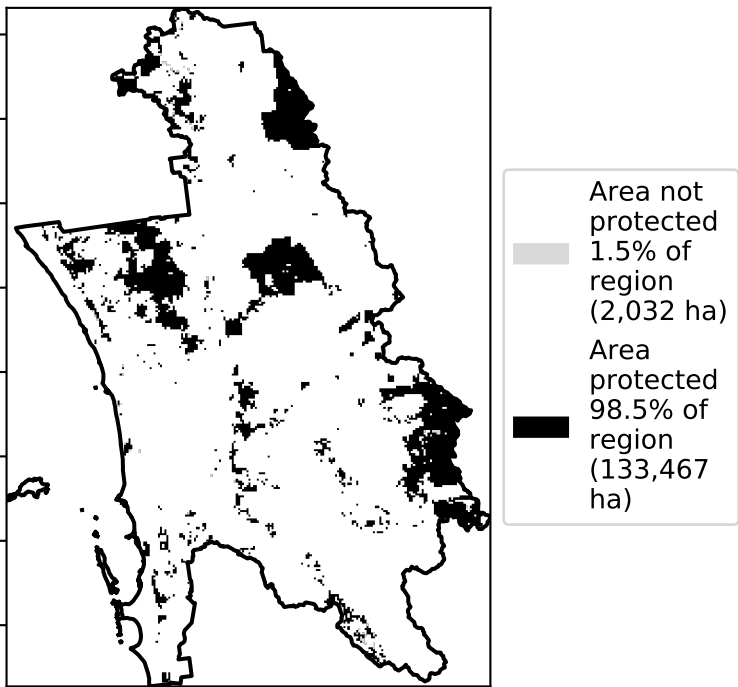 Area not
protected
1.5% of
region
(2,032 ha)
Area
protected
98.5% of
region
(133,467
ha)